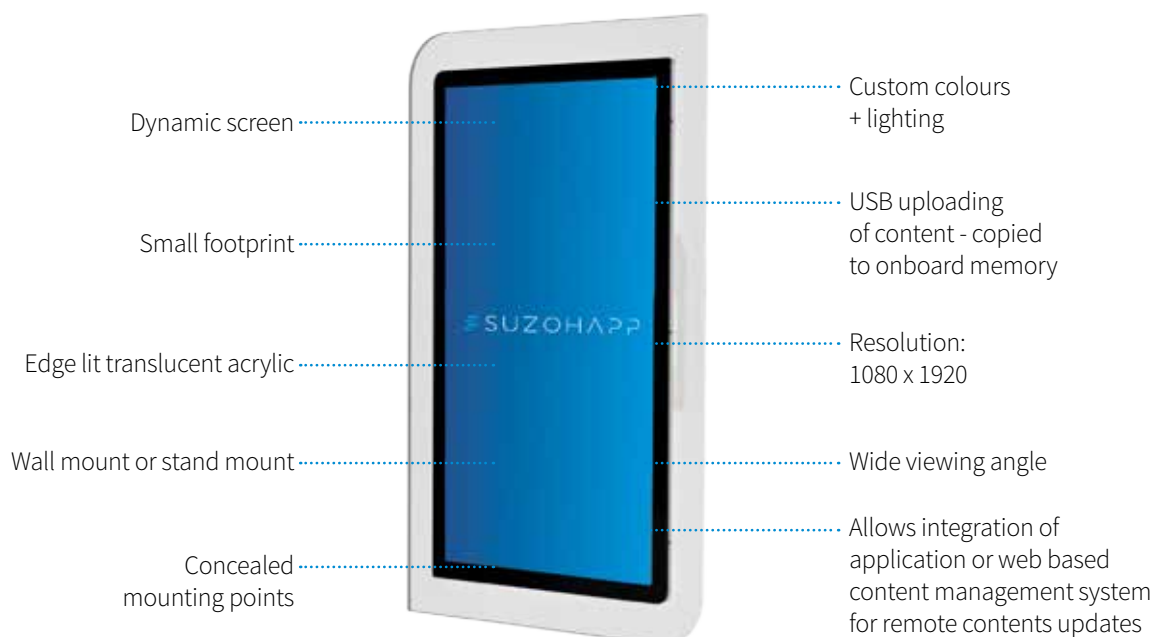 Dynamic screen
Small footprint
Edge lit translucent acrylic
Wall mount or stand mount
Concealed
mounting points
SUZOHAPP
Custom colours
+ lighting
USB uploading
of content - copied
to onboard memory
Resolution:
1080 x 1920
Wide viewing angle
Allows integration of
application or web based
content management system
for remote contents updates